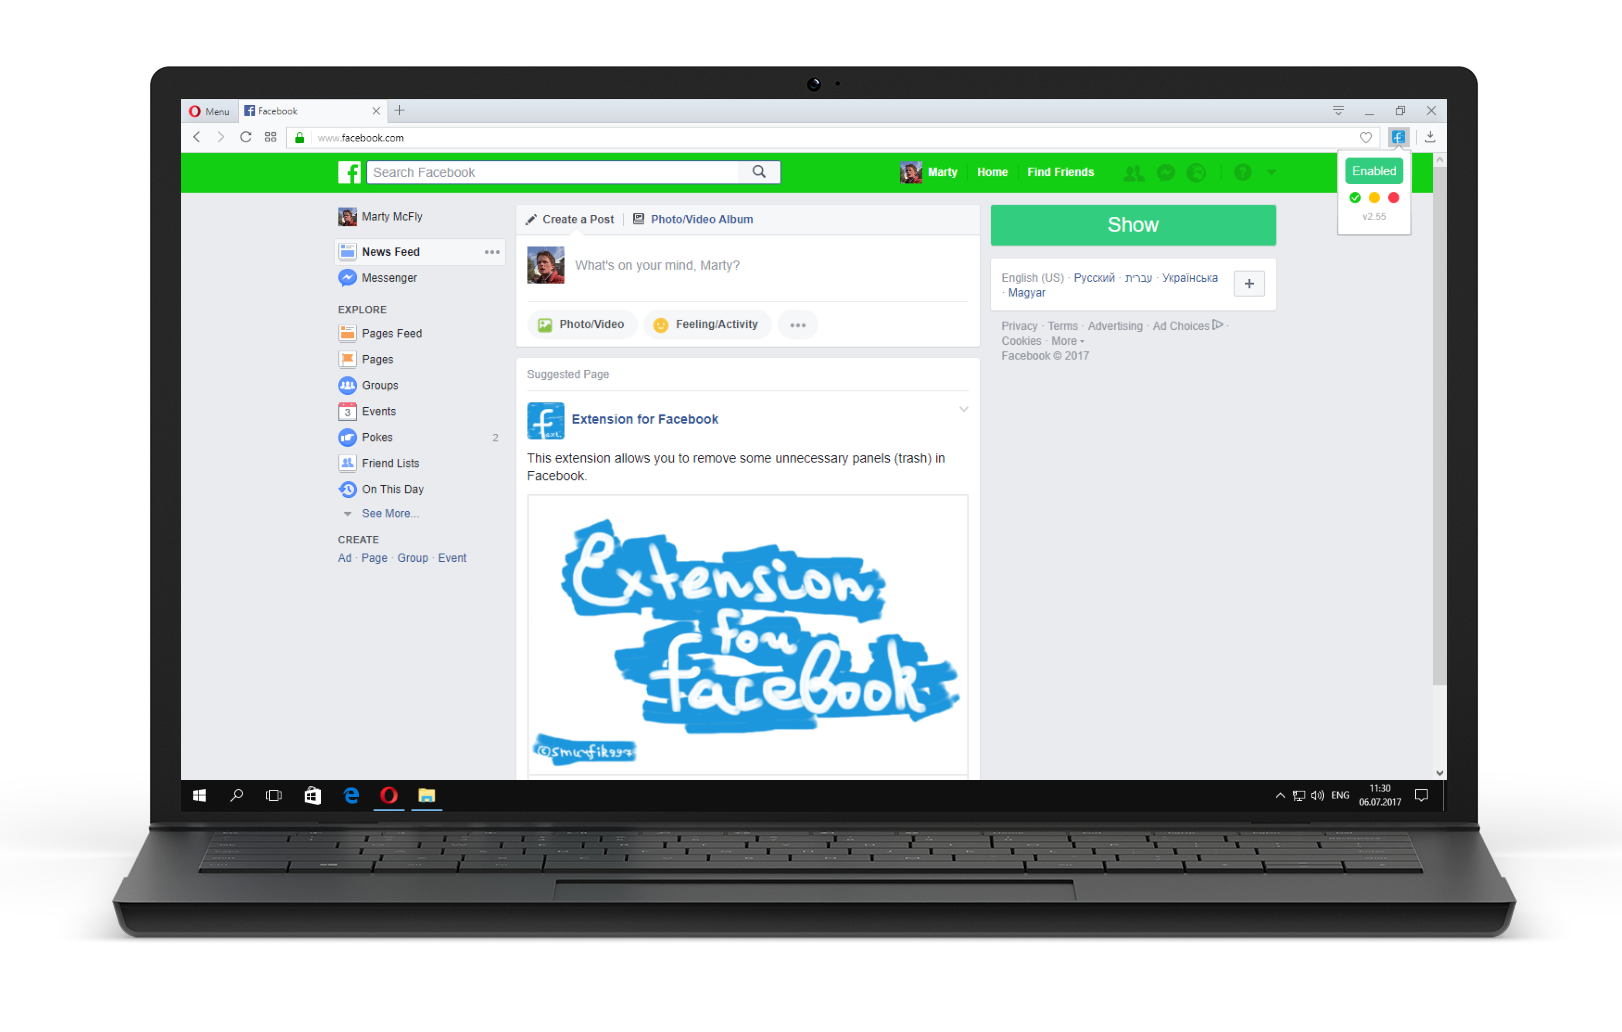 Menu
Facebook
www.facebook.com
Search Facebook
Marty
Home
Find Friends
Enabled
v2.55
Marty McFly
News Feed
Messenger
EXPLORE
Pages Feed
Pages
Groups
3 Events
Pokes 2
Friend Lists
On This Day
See More...
CREATE
Ad · Page · Group · Event
Create a Post
Photo/Video Album
What's on your mind, Marty?
Photo/Video
Feeling/Activity
Suggested Page
f ext.
Extension for Facebook
This extension allows you to remove some unnecessary panels (trash) in
Facebook.
Extension
for
facebook
©smurfik997
Show
English (US) · Русский · עברית · Українська
· Magyar
Privacy · Terms · Advertising · Ad Choices ·
Cookies · More
Facebook © 2017
ENG
11:30
06.07.2017